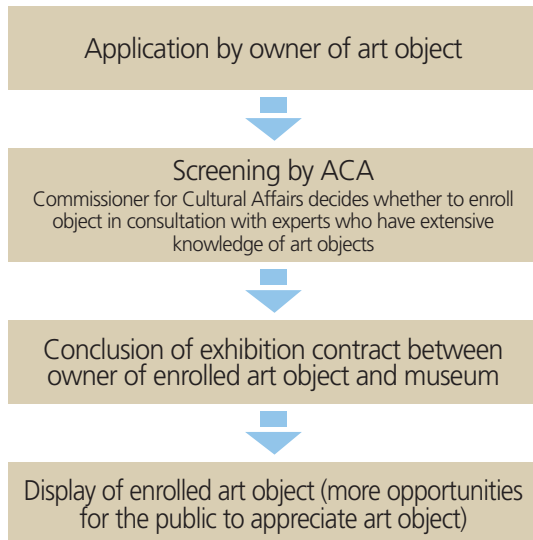 Application by owner of art object
Screening by ACA
Commissioner for Cultural Affairs decides whether to enroll
object in consultation with experts who have extensive
knowledge of art objects
Conclusion of exhibition contract between
owner of enrolled art object and museum
Display of enrolled art object (more opportunities
for the public to appreciate art object)